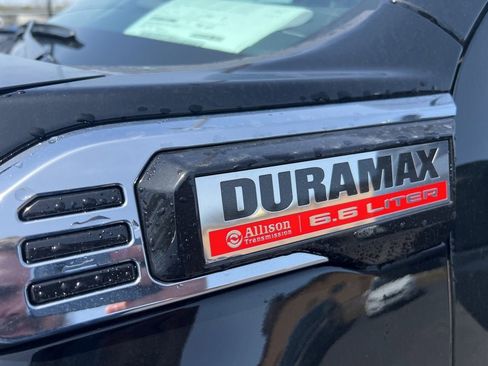 DURAMAX
Allison
Transmission
6.6 LITER